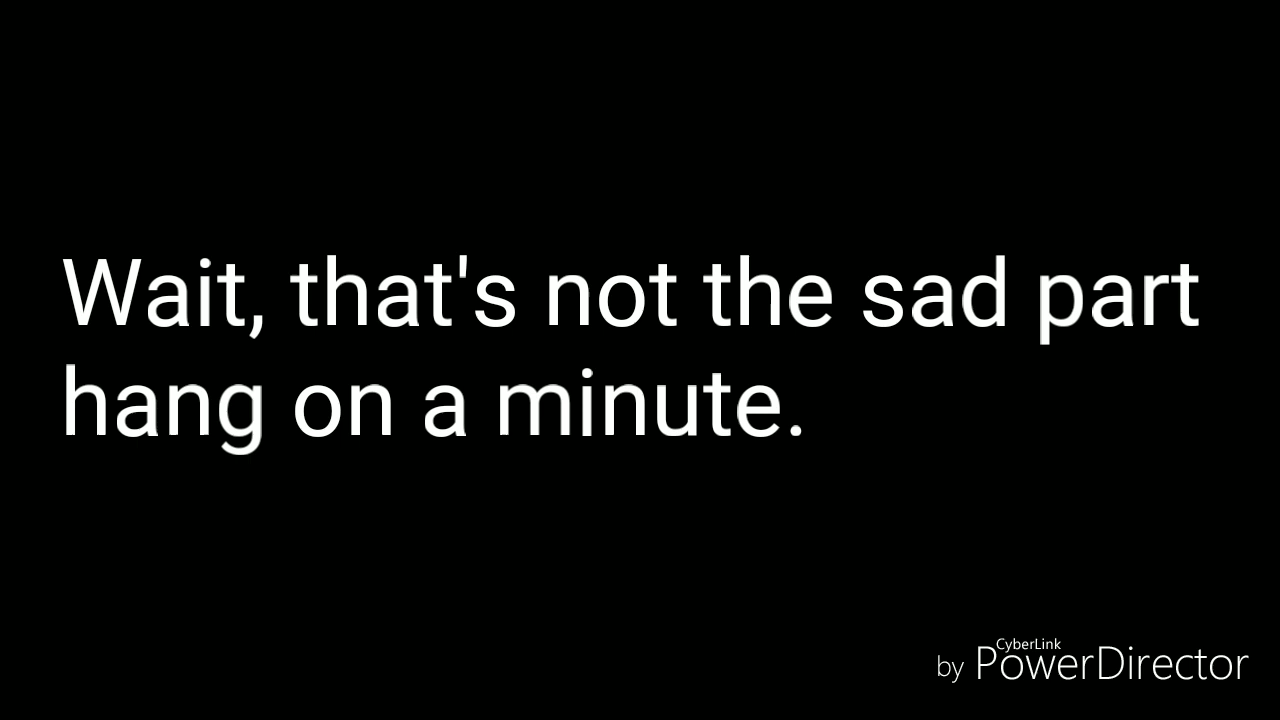 Wait, that's not the sad part
hang on a minute.
by CyberLink PowerDirector